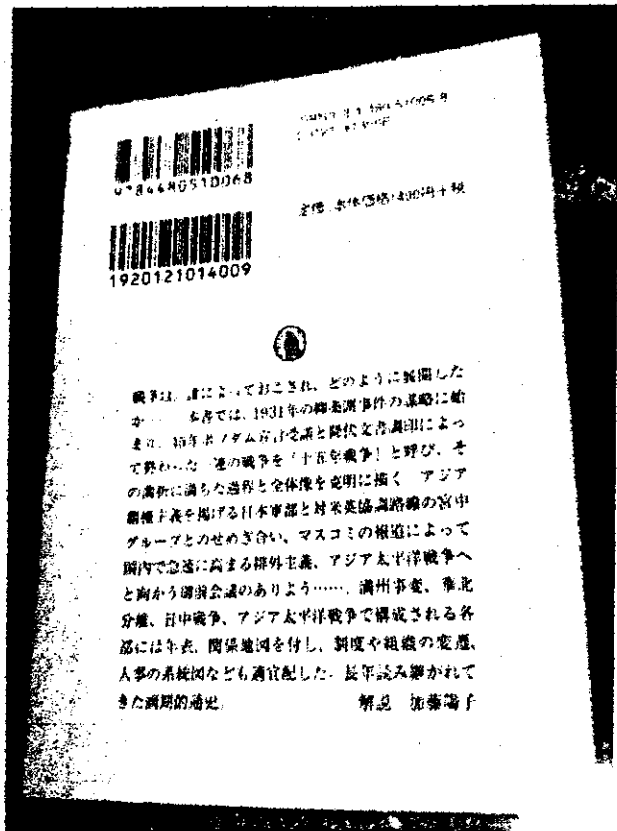 9784480510068
定価 本体価格1400円+税
1920121014009
戦争は、誰によっておこされ、どのように展開した
か……。本書では、1931年の柳条湖事件の謀略に始
まり、45年ポツダム宣言受諾と降伏文書調印によっ
て終わった一連の戦争を「十五年戦争」と呼び、そ
の曲折に満ちた過程と全体像を克明に描く。アジア
覇権主義を掲げる日本軍部と対米英協調路線の宮中
グループとのせめぎ合い、マスコミの報道によって
国内で急速に高まる排外主義、アジア太平洋戦争へ
と向かう御前会議のありよう……。満州事変、華北
分離、日中戦争、アジア太平洋戦争で構成される各
部には年表、関係地図を付し、制度や組織の変遷、
人事の系統図なども適宜配した。長年読み継がれて
きた画期的通史。 解説 加藤陽子